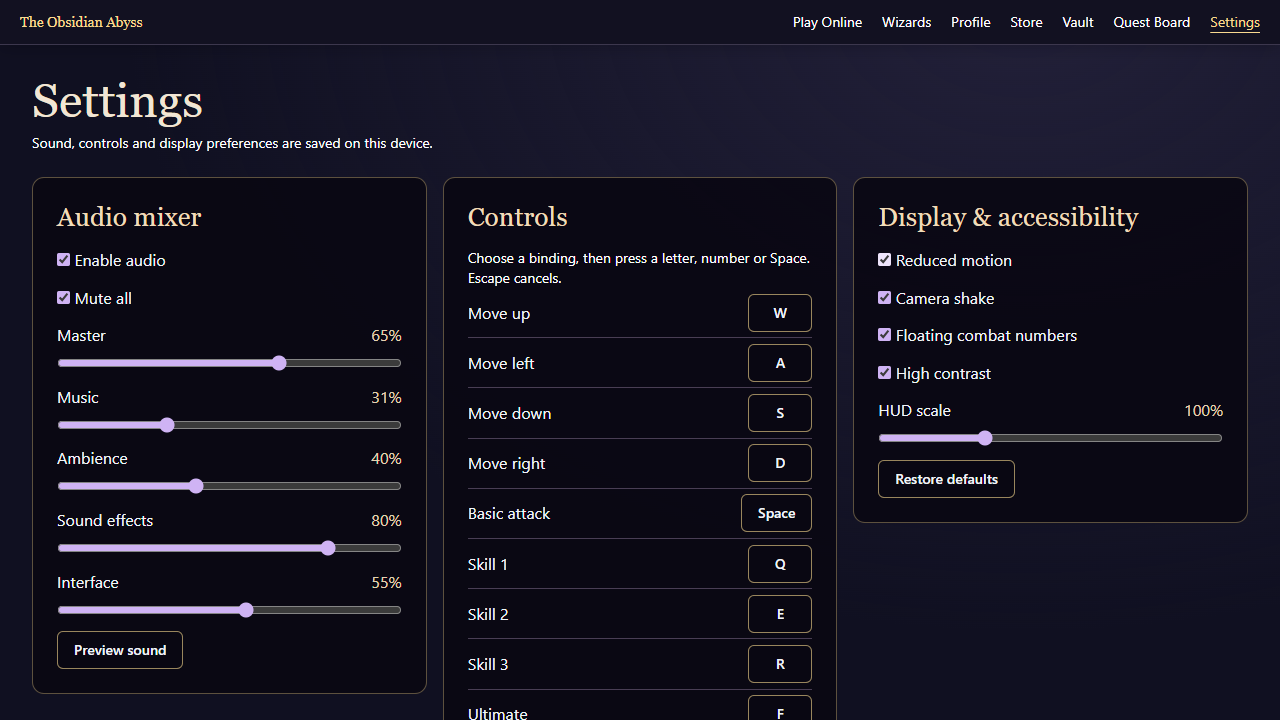 The Obsidian Abyss
Play Online Wizards Profile Store Vault Quest Board Settings
Settings
Sound, controls and display preferences are saved on this device.
Audio mixer
Enable audio
Mute all
Master 65%
Music 31%
Ambience 40%
Sound effects 80%
Interface 55%
Preview sound
Controls
Choose a binding, then press a letter, number or Space.
Escape cancels.
Move up W
Move left A
Move down S
Move right D
Basic attack Space
Skill 1 Q
Skill 2 E
Skill 3 R
Ultimate F
Display & accessibility
Reduced motion
Camera shake
Floating combat numbers
High contrast
HUD scale 100%
Restore defaults